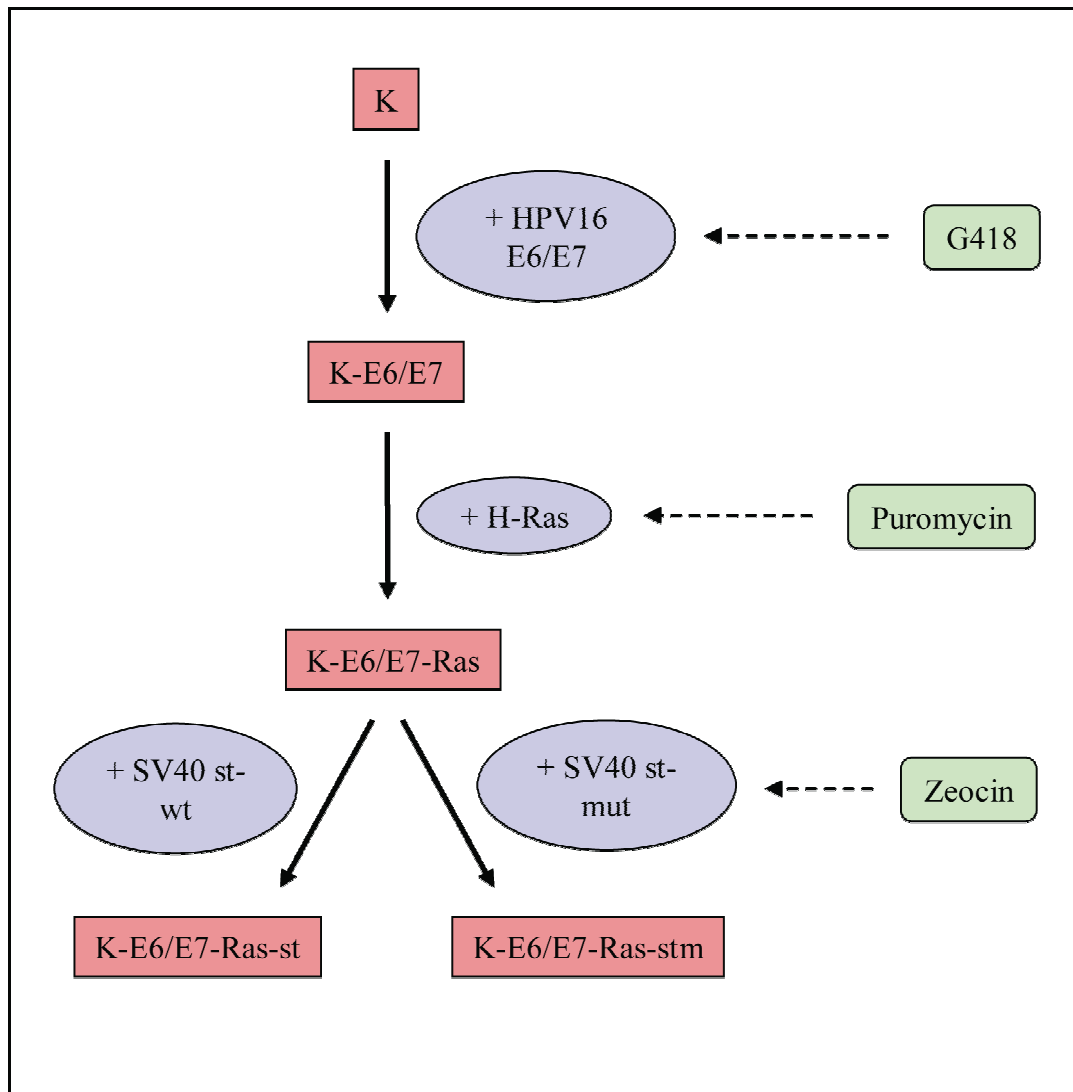 K
+ HPV16
E6/E7
G418
K-E6/E7
+ H-Ras
Puromycin
K-E6/E7-Ras
+ SV40 st-
wt
+ SV40 st-
mut
Zeocin
K-E6/E7-Ras-st
K-E6/E7-Ras-stm